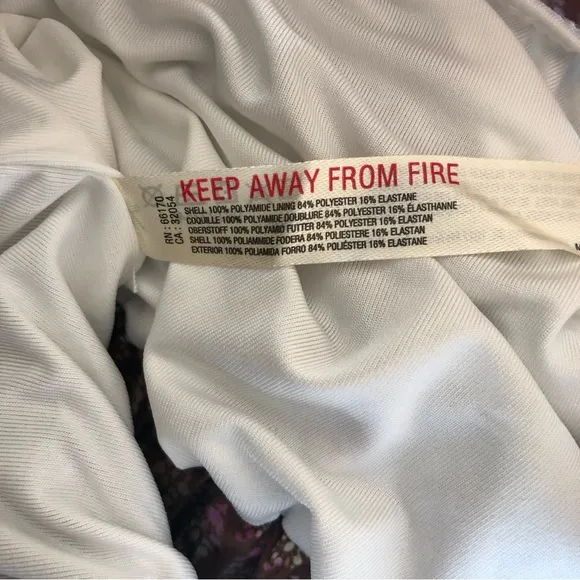 KEEP AWAY FROM FIRE
SHELL 100% POLYAMIDE LINING 84% POLYESTER 16% ELASTANE
COQUILLE 100% POLYAMIDE DOUBLURE 84% POLYESTER 16% ÉLASTHANNE
OBERSTOFF 100% POLYAMID FUTTER 84% POLYESTER 16% ELASTAN
SHELL 100% POLIAMMIDE FODERA 84% POLIESTERE 16% ELASTANE
EXTERIOR 100% POLIAMIDA FORRO 84% POLIÉSTER 16% ELASTANE
RN : 66170
CA : 32054